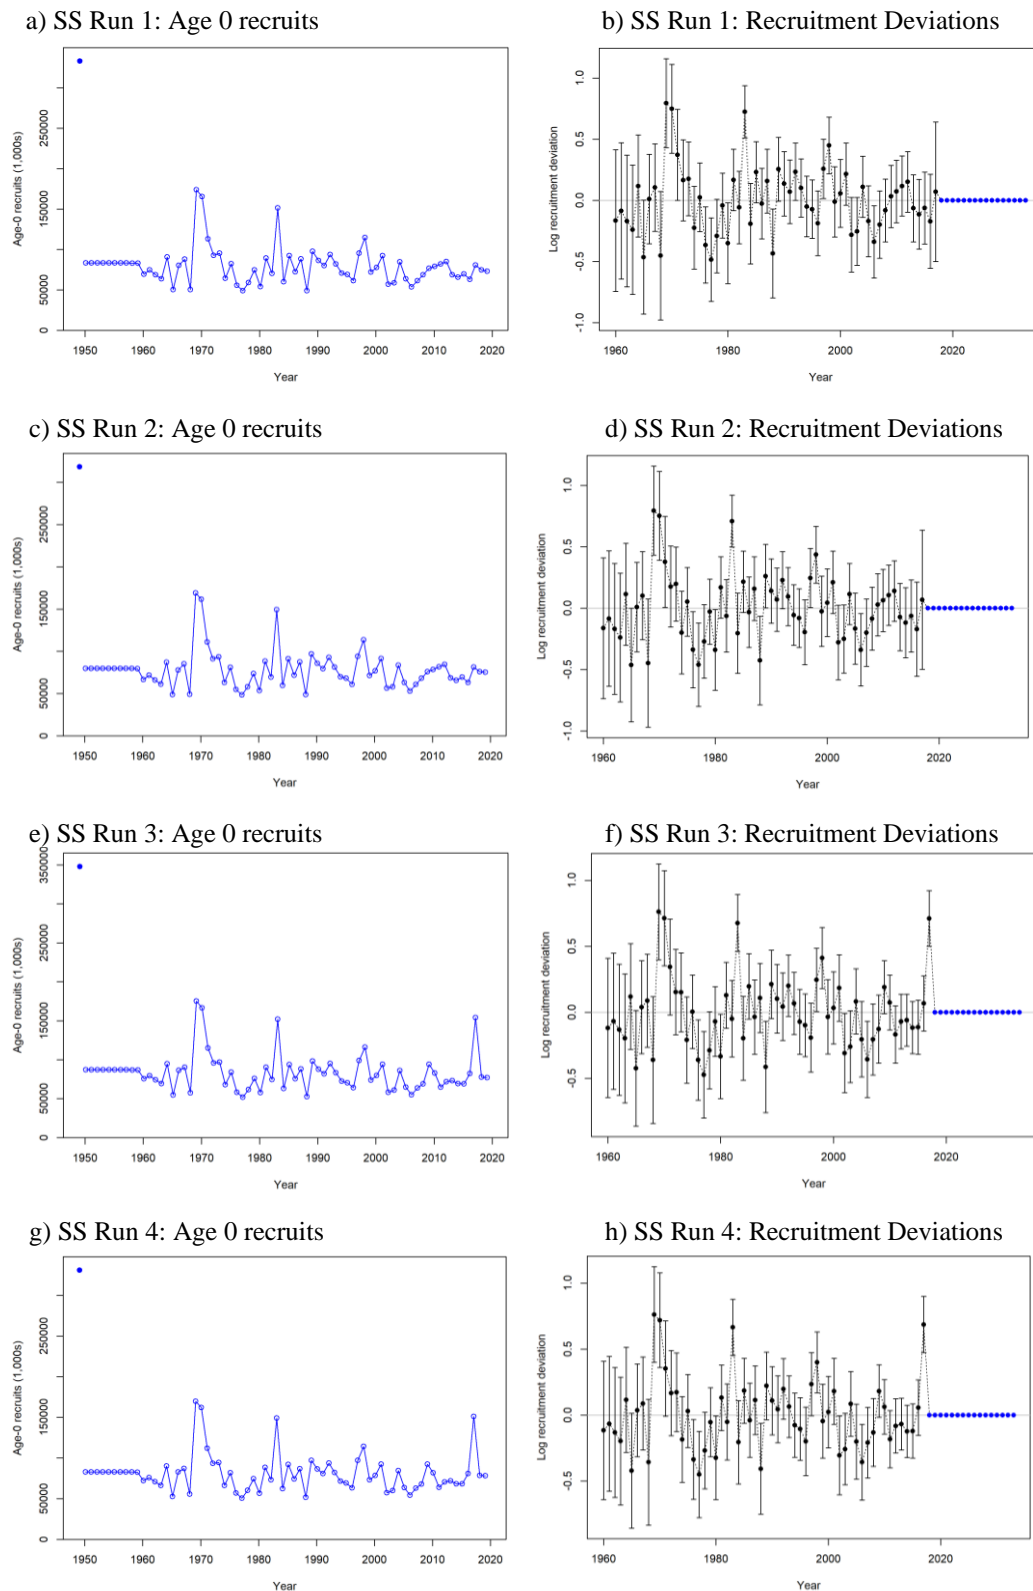 a) SS Run 1: Age 0 recruits
b) SS Run 1: Recruitment Deviations
Age-0 recruits (1,000s)
0 50000 150000 250000
1950 1960 1970 1980 1990 2000 2010 2020
Year
Log recruitment deviation
-1.0 0.0 0.5 1.0
1960 1980 2000 2020
Year
c) SS Run 2: Age 0 recruits
d) SS Run 2: Recruitment Deviations
Age-0 recruits (1,000s)
0 50000 150000 250000
1950 1960 1970 1980 1990 2000 2010 2020
Year
Log recruitment deviation
-1.0 -0.5 0.0 0.5 1.0
1960 1980 2000 2020
Year
e) SS Run 3: Age 0 recruits
f) SS Run 3: Recruitment Deviations
Age-0 recruits (1,000s)
0 50000 150000 250000 350000
1950 1960 1970 1980 1990 2000 2010 2020
Year
Log recruitment deviation
-0.5 0.0 0.5 1.0
1960 1980 2000 2020
Year
g) SS Run 4: Age 0 recruits
h) SS Run 4: Recruitment Deviations
Age-0 recruits (1,000s)
0 50000 150000 250000
1950 1960 1970 1980 1990 2000 2010 2020
Year
Log recruitment deviation
-0.5 0.0 0.5 1.0
1960 1980 2000 2020
Year